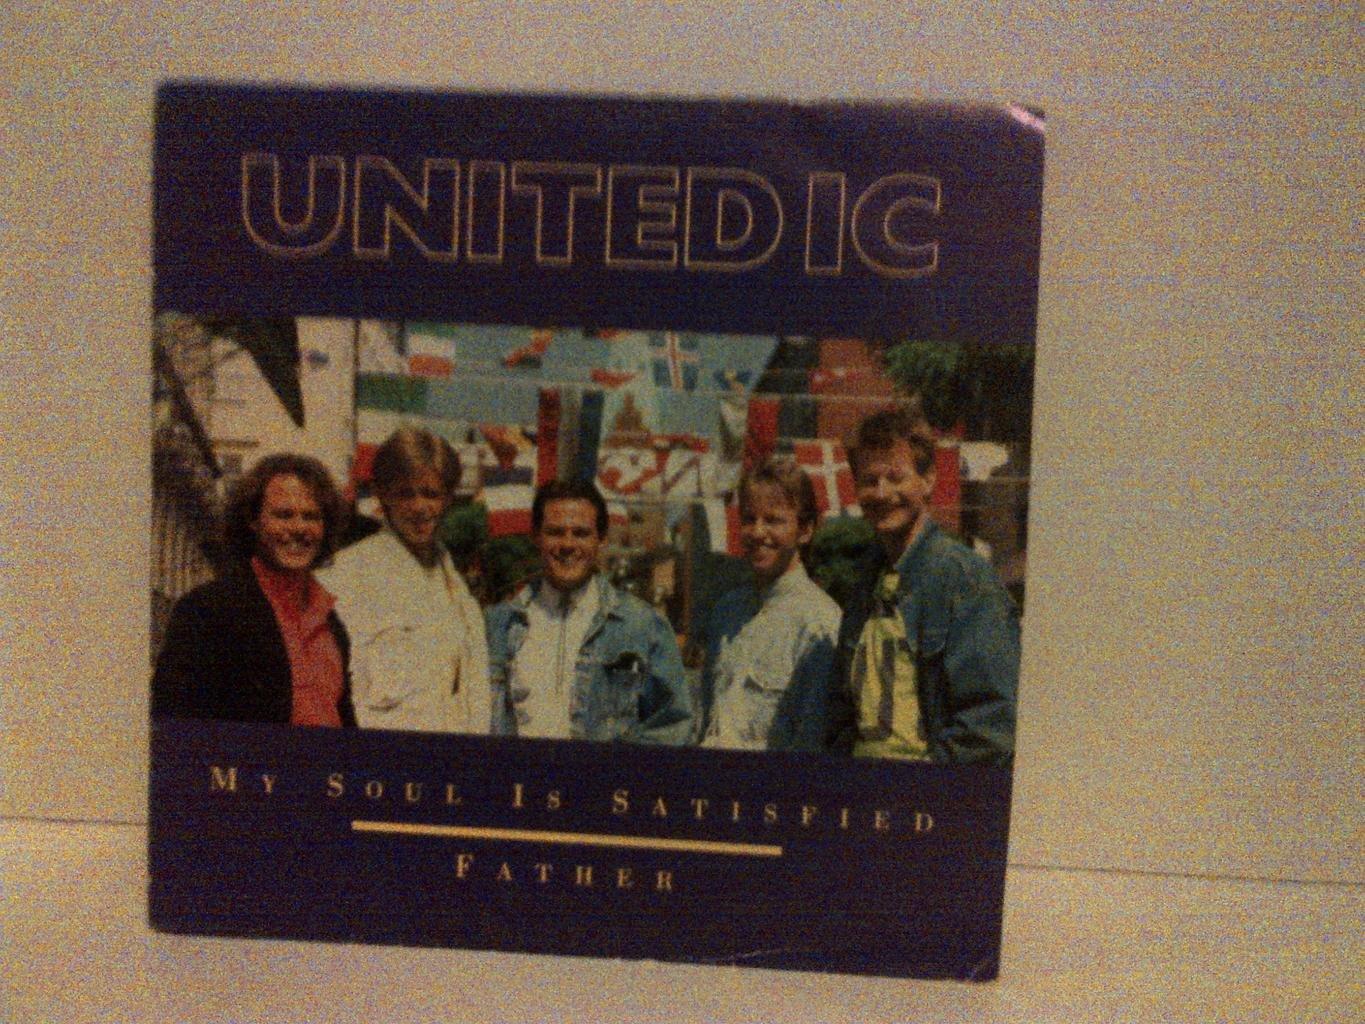 UNITED IC
My Soul Is Satisfied
Father